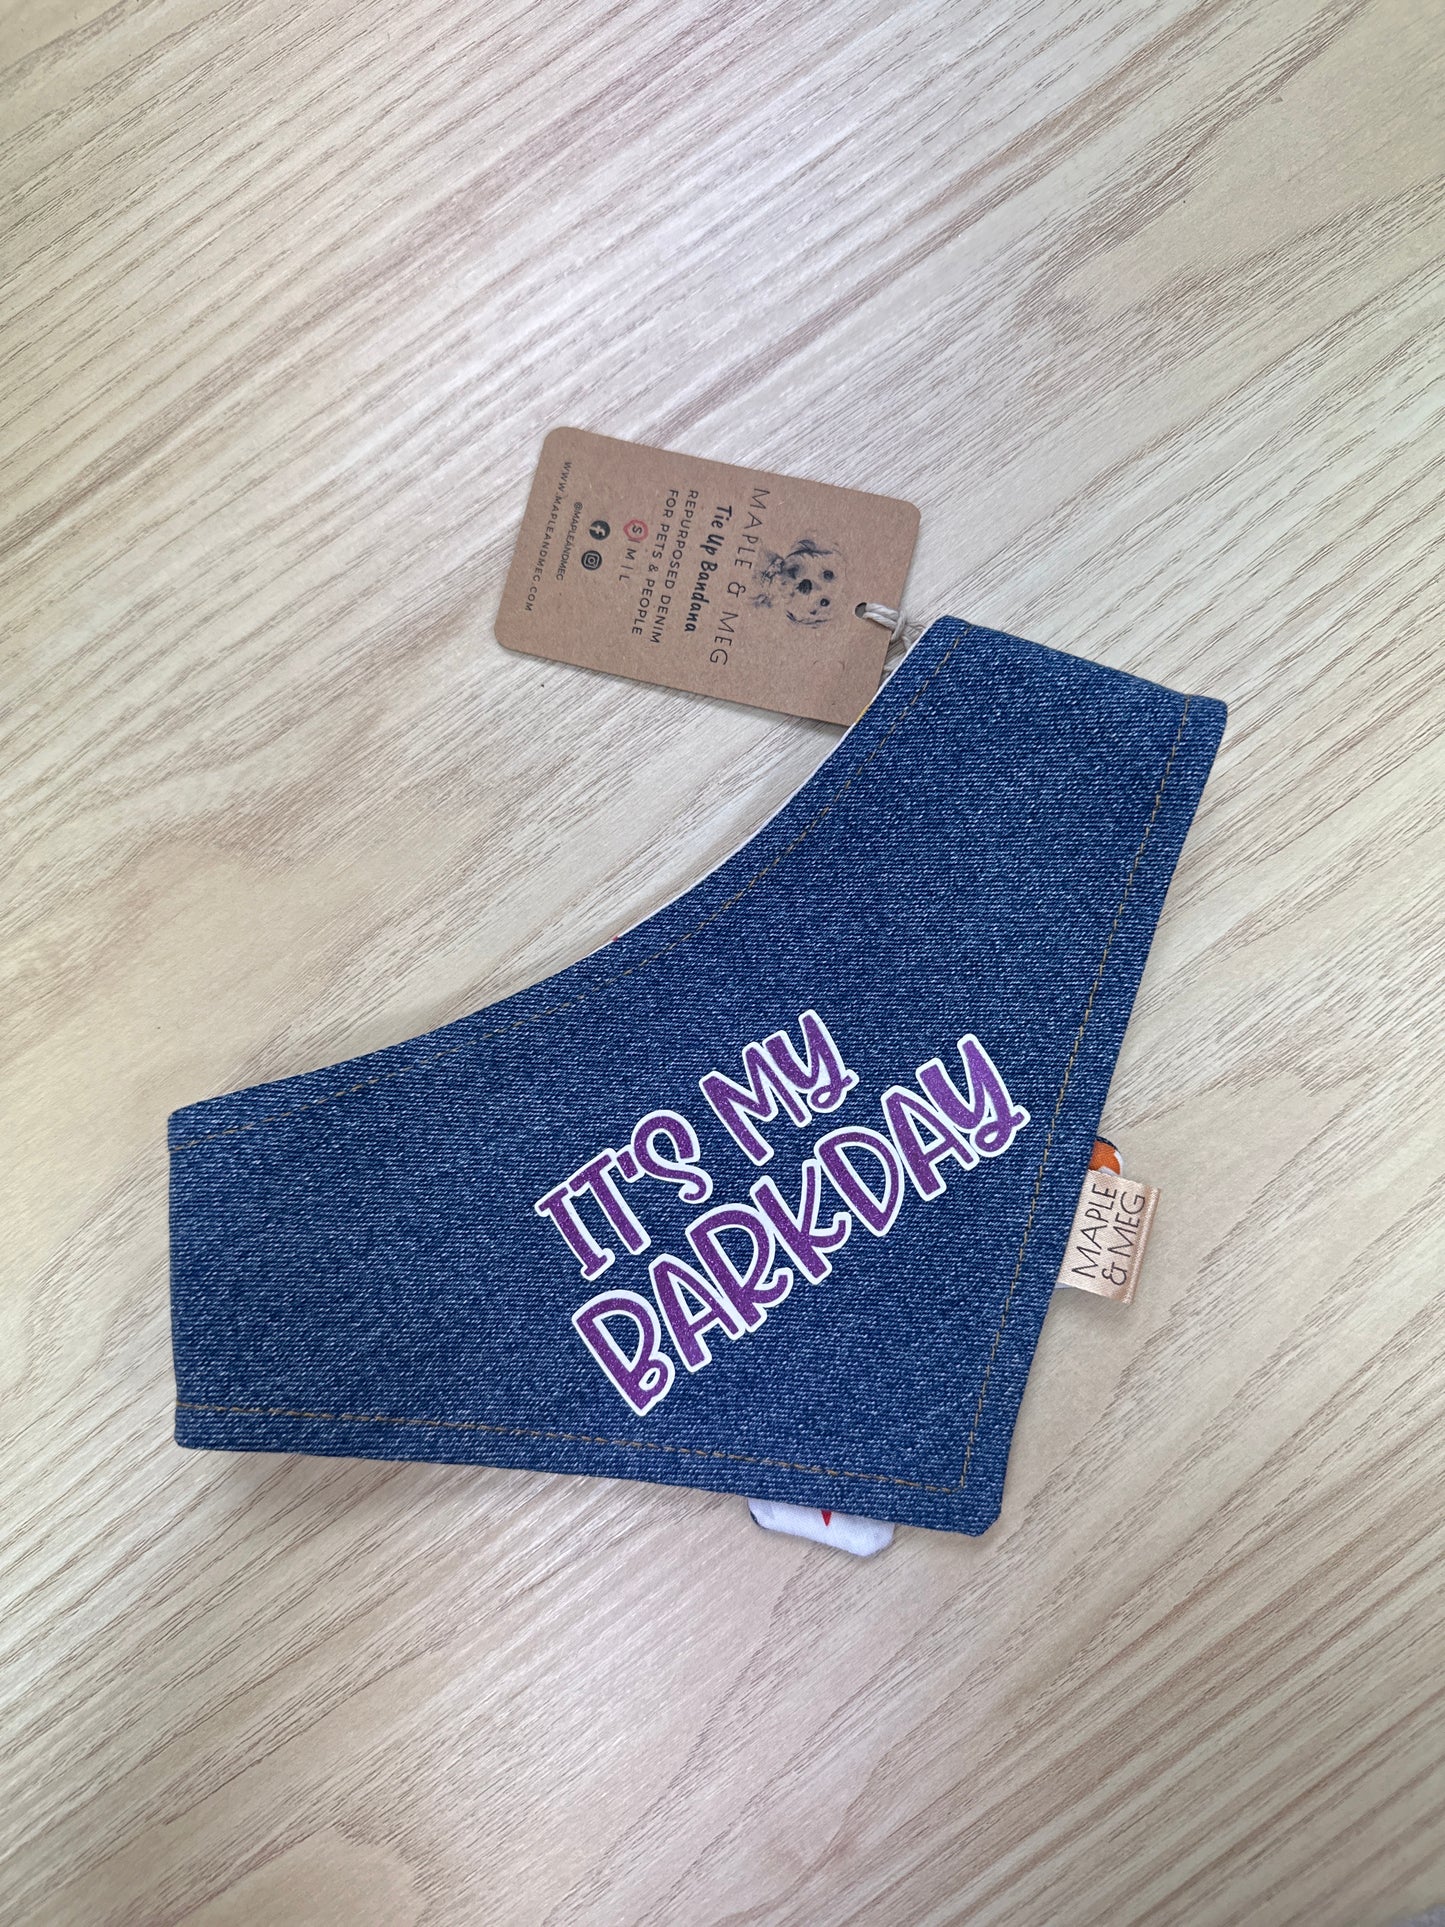 MAPLE & MEG
Tie Up Bandana
REPURPOSED DENIM
FOR PETS & PEOPLE
S | M | L
@MAPLEANDMEG
WWW.MAPLEANDMEG.COM
IT'S MY
BARKDAY
MAPLE
& MEG